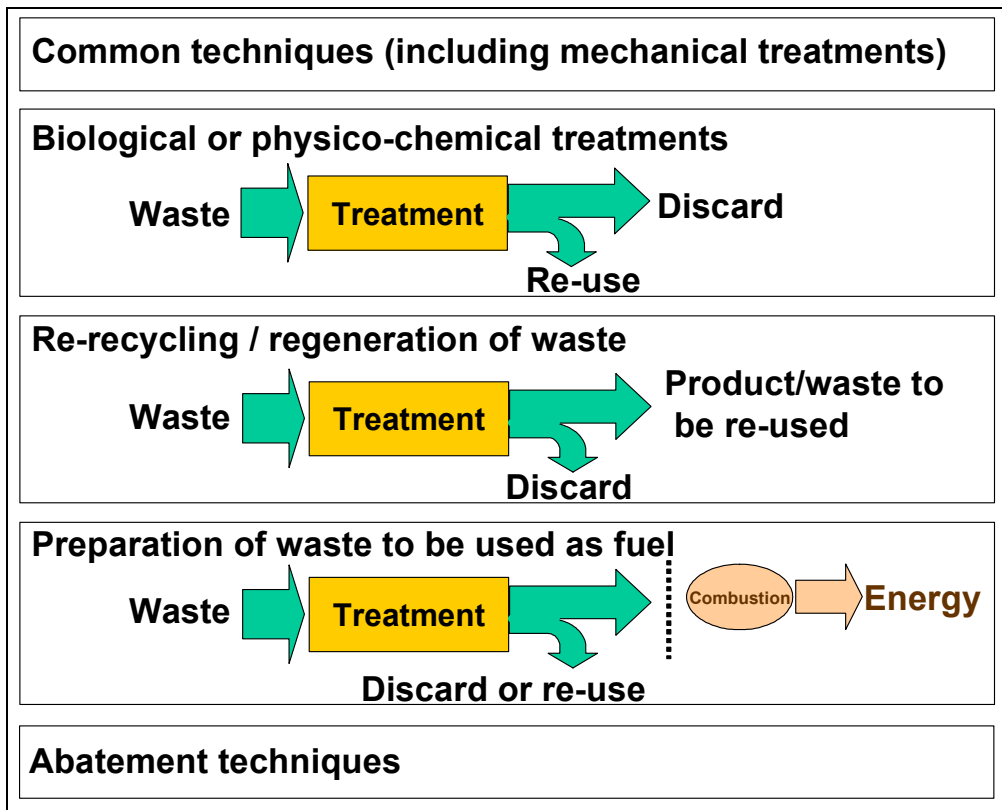 Common techniques (including mechanical treatments)
Biological or physico-chemical treatments
Waste
Treatment
Discard
Re-use
Re-recycling / regeneration of waste
Waste
Treatment
Product/waste to
be re-used
Discard
Preparation of waste to be used as fuel
Waste
Treatment
Combustion
Energy
Discard or re-use
Abatement techniques